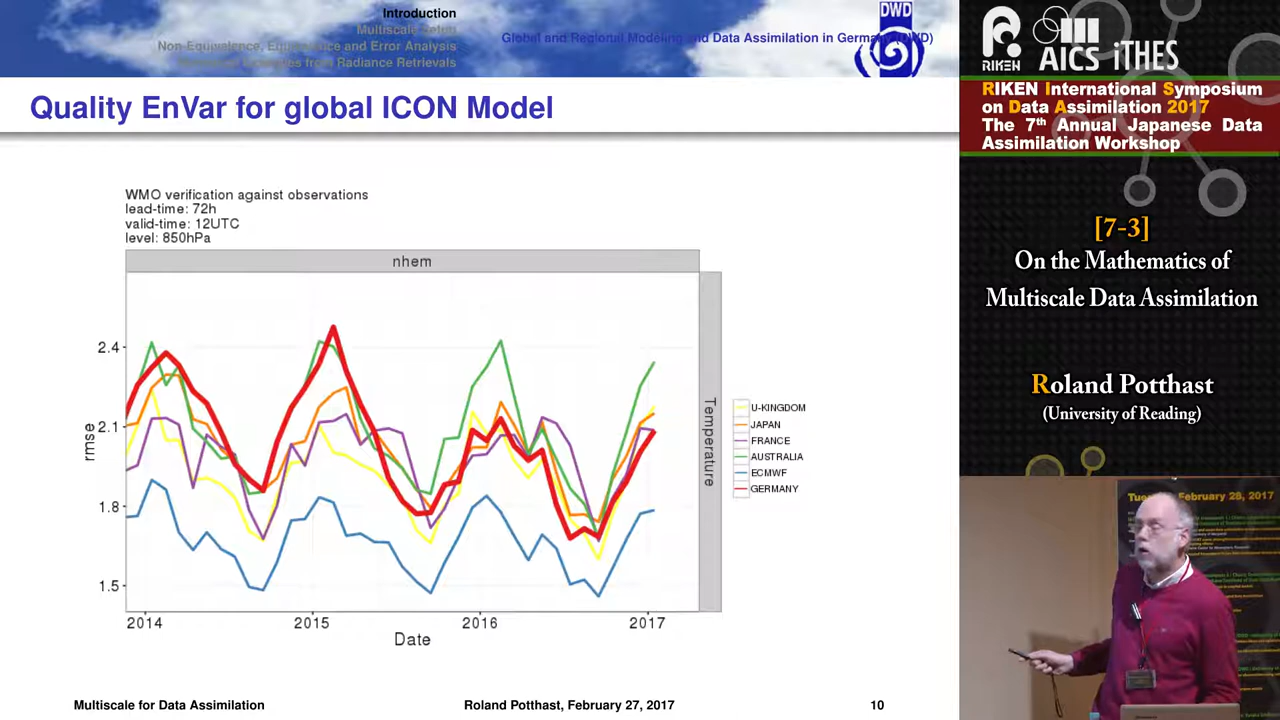 Introduction
Multiscale Setup
Non-Equivalence, Equivalence and Error Analysis
Examples from Radiance Retrievals
Global and Regional Modeling and Data Assimilation in Germany (DWD)
DWD
Quality EnVar for global ICON Model
WMO verification against observations
lead-time: 72h
valid-time: 12UTC
level: 850hPa
nhem
2.4
2.1
1.8
1.5
rmse
Temperature
2014
2015
2016
2017
Date
U-KINGDOM
JAPAN
FRANCE
AUSTRALIA
ECMWF
GERMANY
Multiscale for Data Assimilation
Roland Potthast, February 27, 2017
10
RIKEN
AICS iTHES
RIKEN International Symposium
on Data Assimilation 2017
The 7th Annual Japanese Data
Assimilation Workshop
[7-3]
On the Mathematics of
Multiscale Data Assimilation
Roland Potthast
(University of Reading)
February 28, 2017